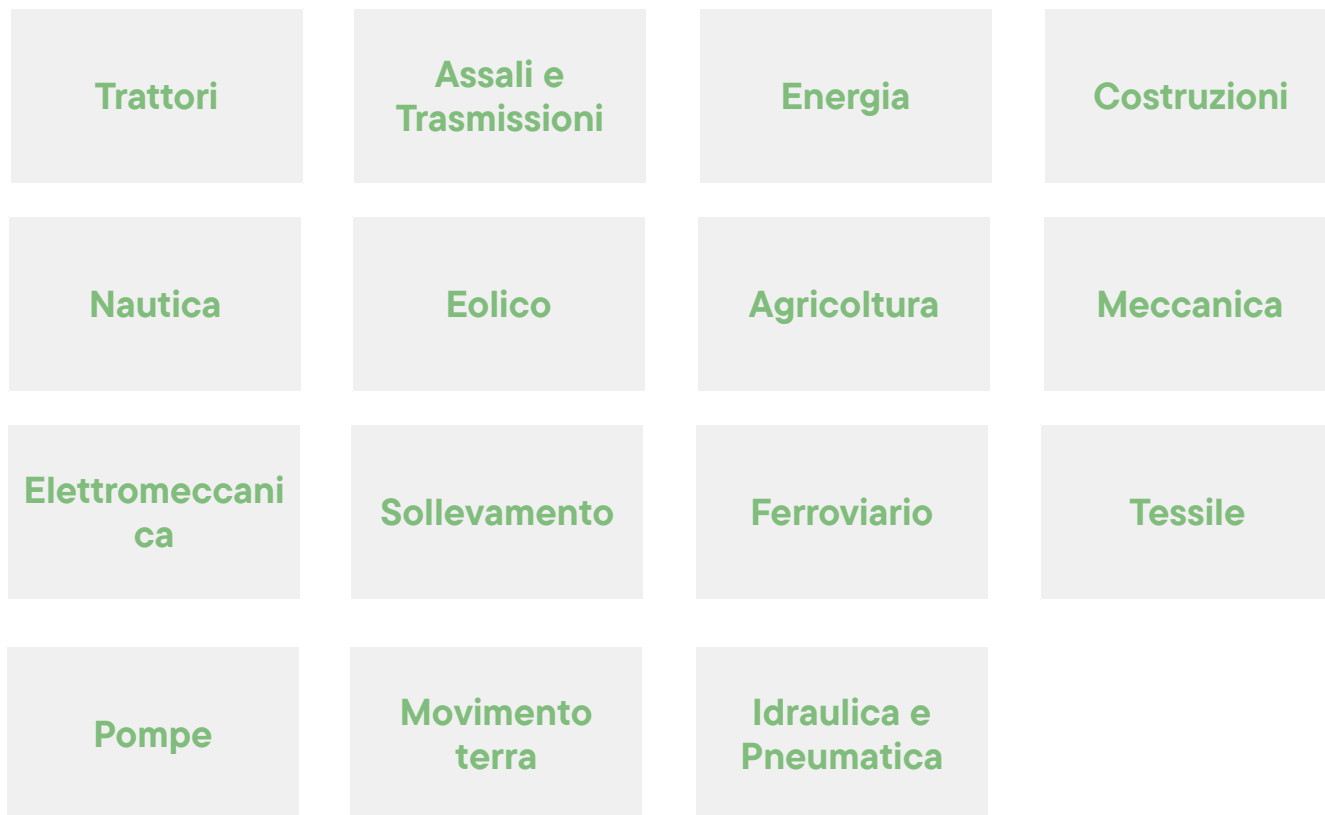 Trattori
Assali e
Trasmissioni
Energia
Costruzioni
Nautica
Eolico
Agricoltura
Meccanica
Elettromeccani
ca
Sollevamento
Ferroviario
Tessile
Pompe
Movimento
terra
Idraulica e
Pneumatica